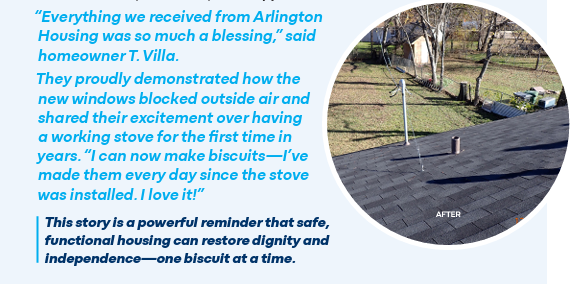 “Everything we received from Arlington
Housing was so much a blessing,” said
homeowner T. Villa.
They proudly demonstrated how the
new windows blocked outside air and
shared their excitement over having
a working stove for the first time in
years. “I can now make biscuits—I’ve
made them every day since the stove
was installed. I love it!”
This story is a powerful reminder that safe,
functional housing can restore dignity and
independence—one biscuit at a time.
AFTER